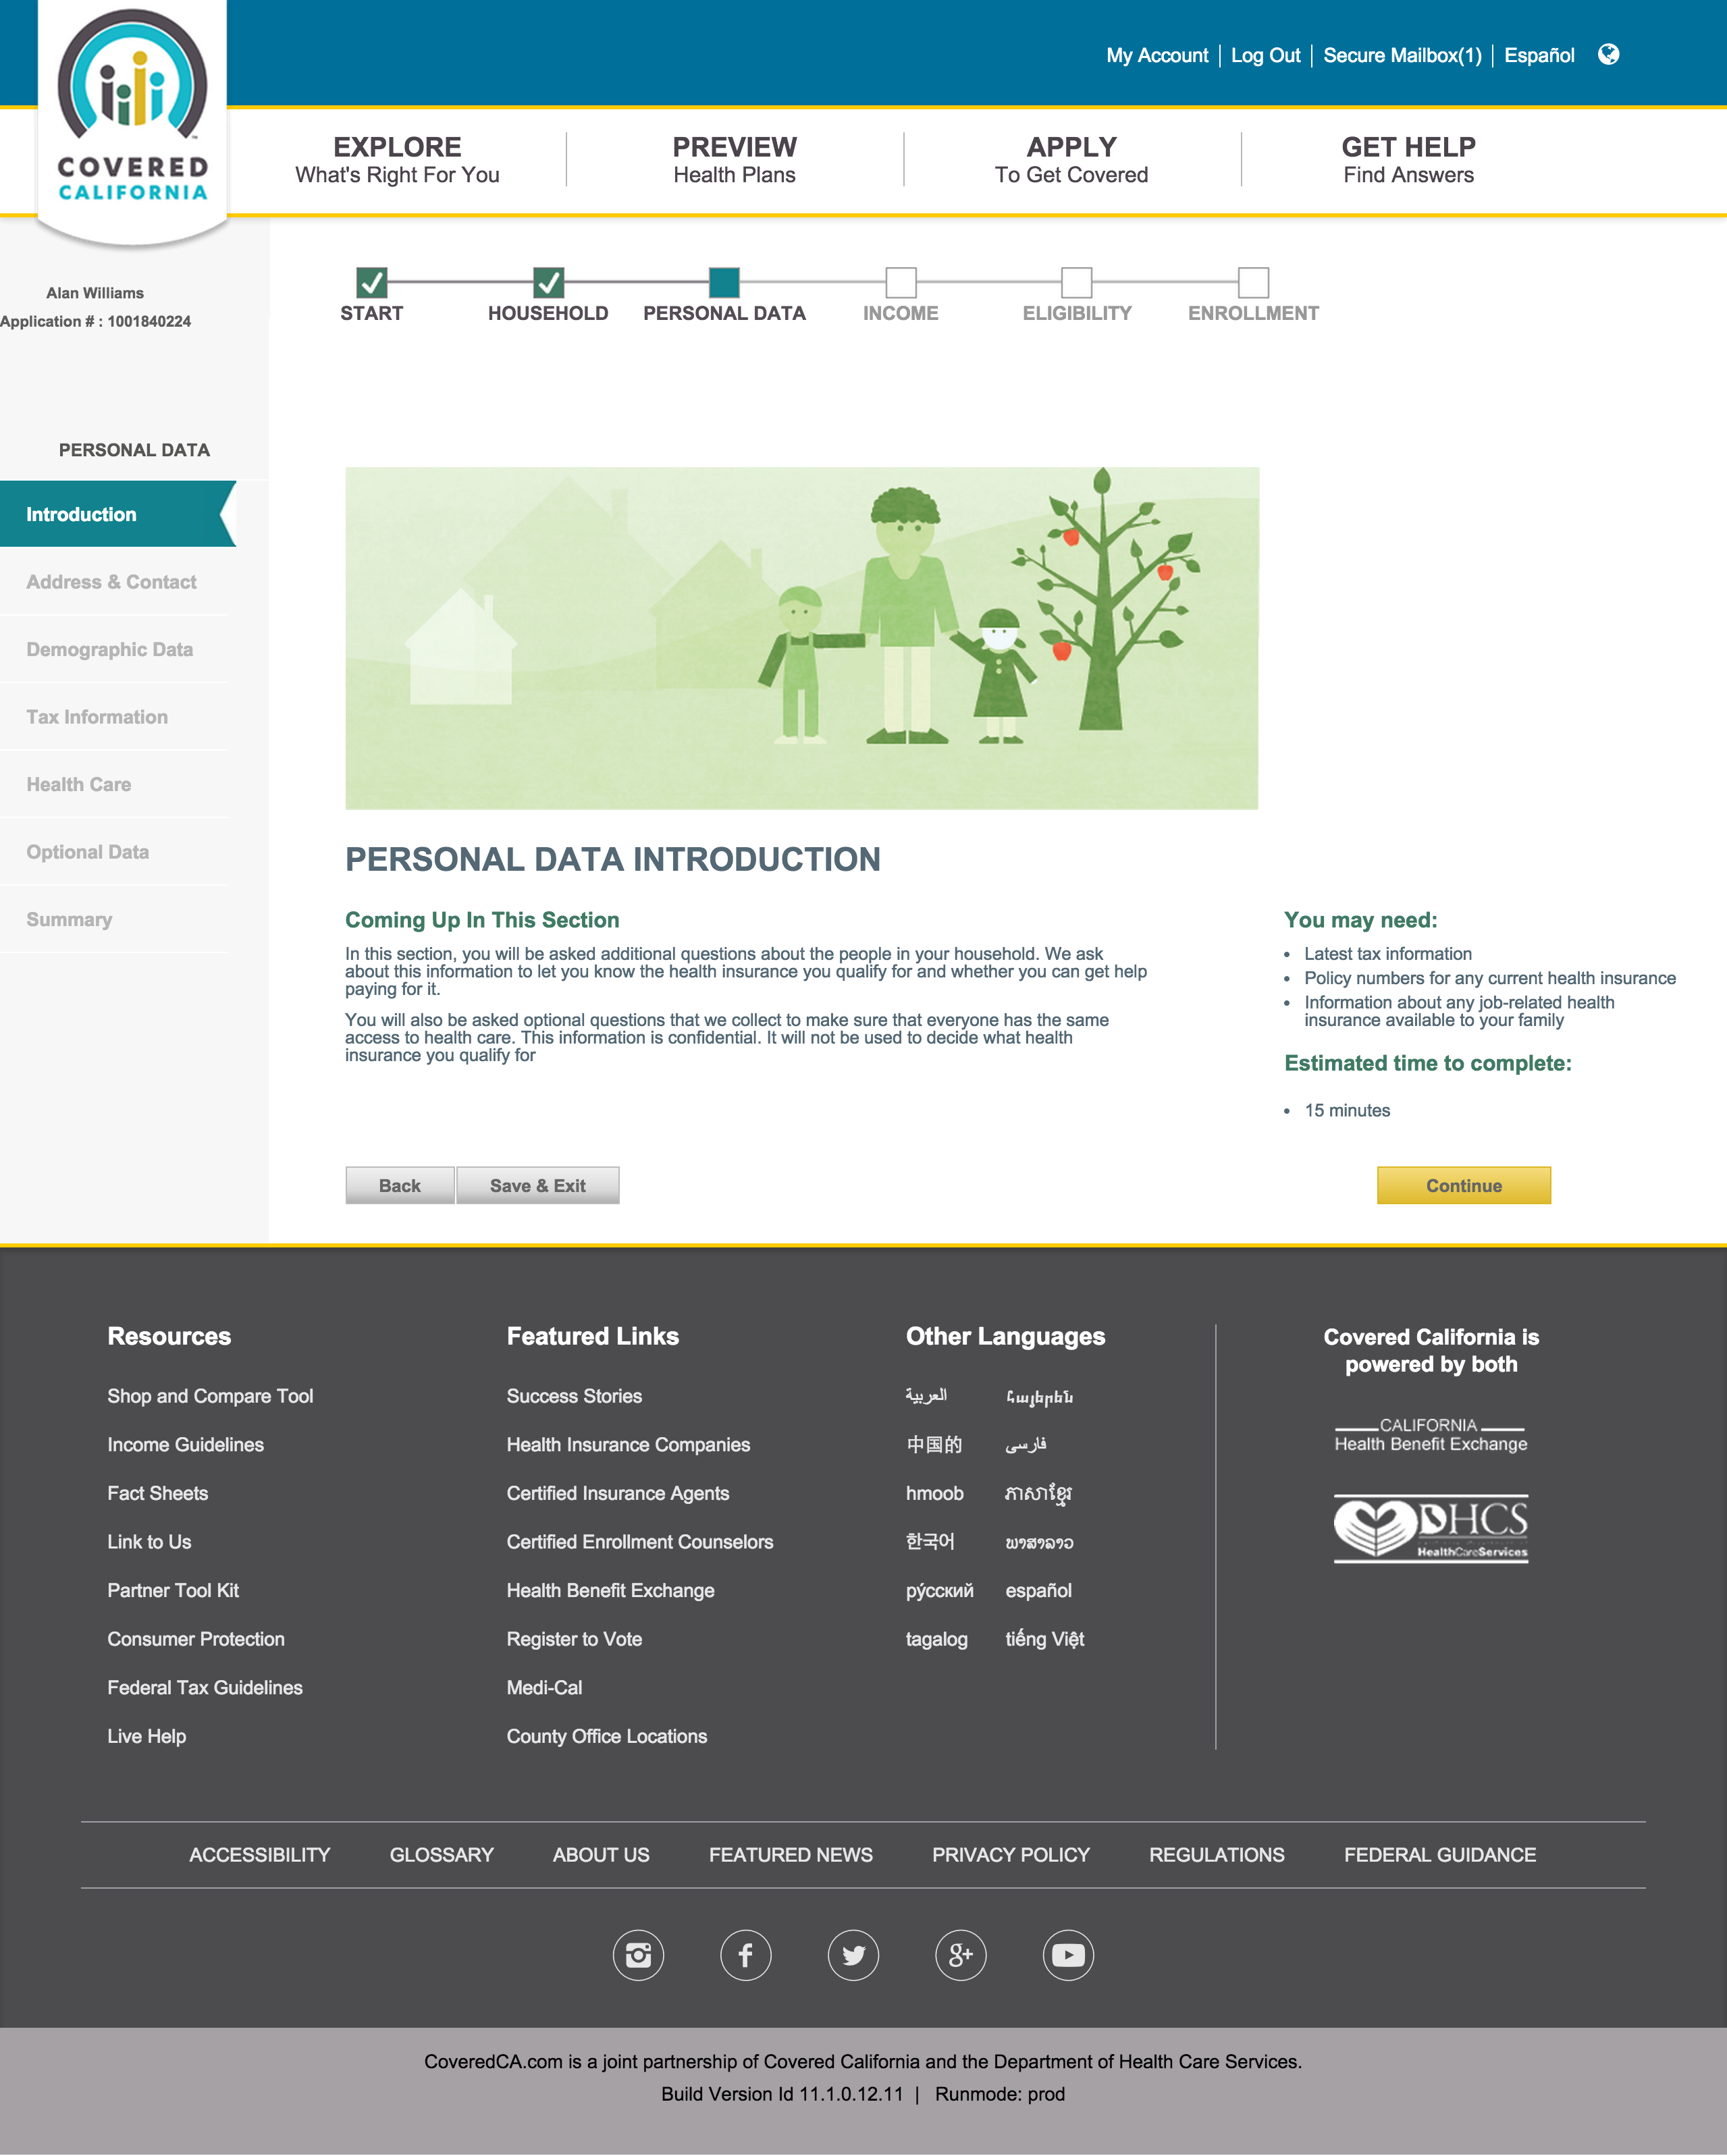 My Account | Log Out | Secure Mailbox(1) | Español
COVERED
CALIFORNIA
EXPLORE
What's Right For You
PREVIEW
Health Plans
APPLY
To Get Covered
GET HELP
Find Answers
Alan Williams
Application # : 1001840224
START
HOUSEHOLD
PERSONAL DATA
INCOME
ELIGIBILITY
ENROLLMENT
PERSONAL DATA
Introduction
Address & Contact
Demographic Data
Tax Information
Health Care
Optional Data
Summary
PERSONAL DATA INTRODUCTION
Coming Up In This Section
In this section, you will be asked additional questions about the people in your household. We ask
about this information to let you know the health insurance you qualify for and whether you can get help
paying for it.
You will also be asked optional questions that we collect to make sure that everyone has the same
access to health care. This information is confidential. It will not be used to decide what health
insurance you qualify for
You may need:
• Latest tax information
• Policy numbers for any current health insurance
• Information about any job-related health
insurance available to your family
Estimated time to complete:
• 15 minutes
Back
Save & Exit
Continue
Resources
Shop and Compare Tool
Income Guidelines
Fact Sheets
Link to Us
Partner Tool Kit
Consumer Protection
Federal Tax Guidelines
Live Help
Featured Links
Success Stories
Health Insurance Companies
Certified Insurance Agents
Certified Enrollment Counselors
Health Benefit Exchange
Register to Vote
Medi-Cal
County Office Locations
Other Languages
العربية
Հայերեն
中国的
فارسی
hmoob
ភាសាខ្មែរ
한국어
ພາສາລາວ
ру́сский
español
tagalog
tiếng Việt
Covered California is
powered by both
CALIFORNIA
Health Benefit Exchange
DHCS
HealthCareServices
ACCESSIBILITY
GLOSSARY
ABOUT US
FEATURED NEWS
PRIVACY POLICY
REGULATIONS
FEDERAL GUIDANCE
CoveredCA.com is a joint partnership of Covered California and the Department of Health Care Services.
Build Version Id 11.1.0.12.11 | Runmode: prod